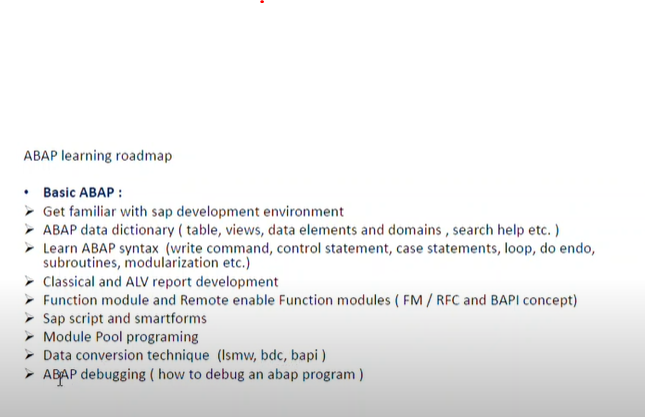 ABAP learning roadmap
• Basic ABAP :
➢ Get familiar with sap development environment
➢ ABAP data dictionary ( table, views, data elements and domains , search help etc. )
➢ Learn ABAP syntax (write command, control statement, case statements, loop, do endo,
subroutines, modularization etc.)
➢ Classical and ALV report development
➢ Function module and Remote enable Function modules ( FM / RFC and BAPI concept)
➢ Sap script and smartforms
➢ Module Pool programing
➢ Data conversion technique (lsmw, bdc, bapi )
➢ ABAP debugging ( how to debug an abap program )